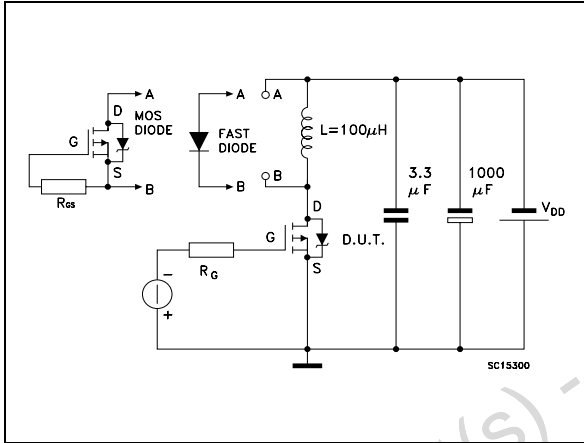 A
D
MOS
DIODE
G
S
B
RGS
A
FAST
DIODE
B
A
L=100µH
B
D
G
D.U.T.
S
RG
-
+
3.3
µF
1000
µF
VDD
SC15300
(s) -